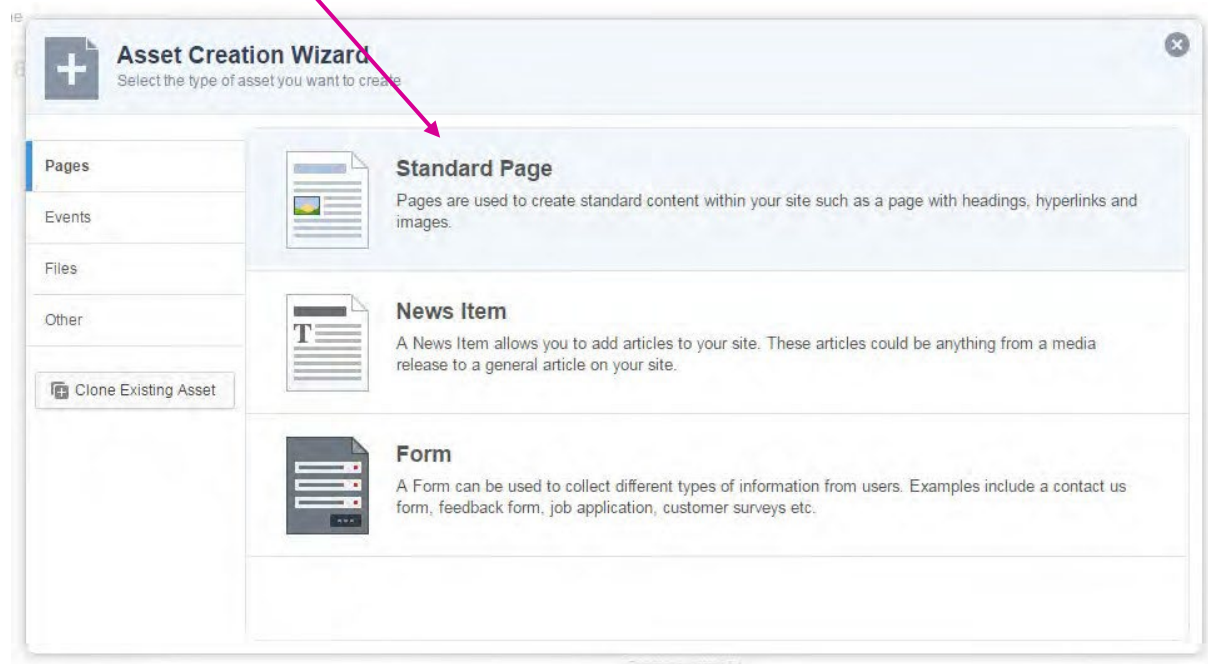 Asset Creation Wizard
Select the type of asset you want to create
Pages
Events
Files
Other
Clone Existing Asset
Standard Page
Pages are used to create standard content within your site such as a page with headings, hyperlinks and
images.
News Item
A News Item allows you to add articles to your site. These articles could be anything from a media
release to a general article on your site.
Form
A Form can be used to collect different types of information from users. Examples include a contact us
form, feedback form, job application, customer surveys etc.